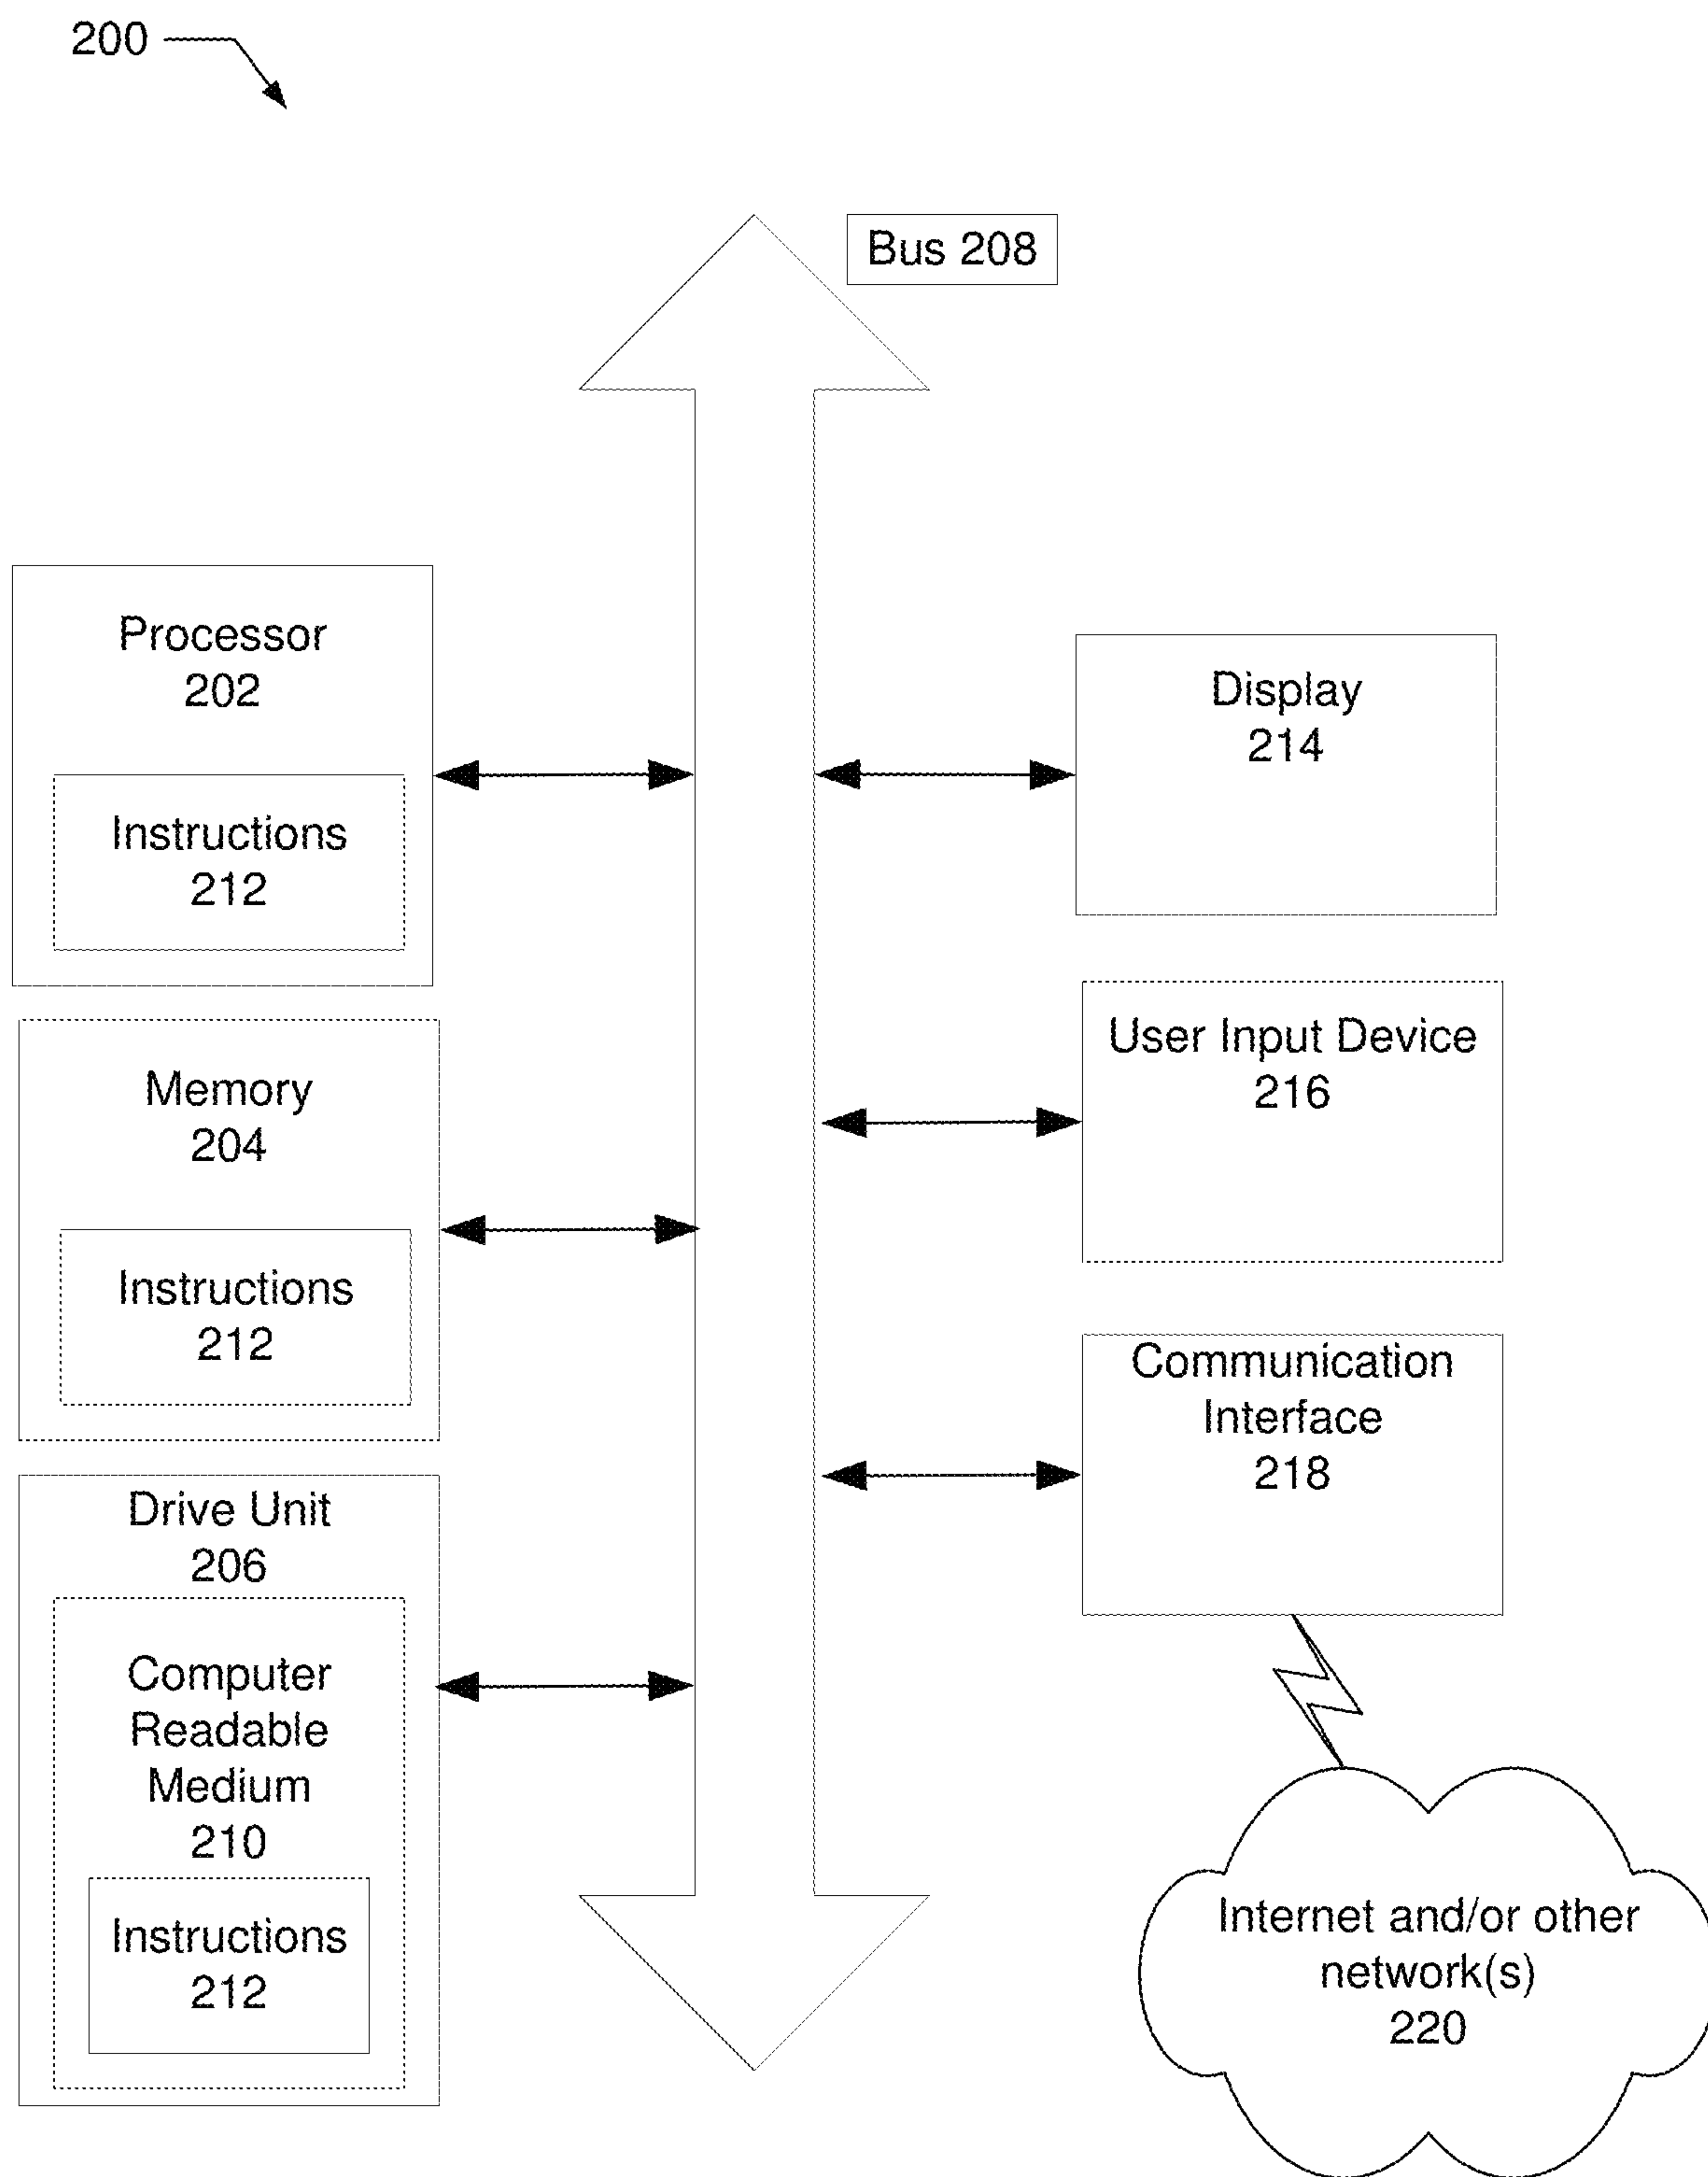 200
Bus 208
Processor
202
Instructions
212
Memory
204
Instructions
212
Drive Unit
206
Computer
Readable
Medium
210
Instructions
212
Display
214
User Input Device
216
Communication
Interface
218
Internet and/or other
network(s)
220